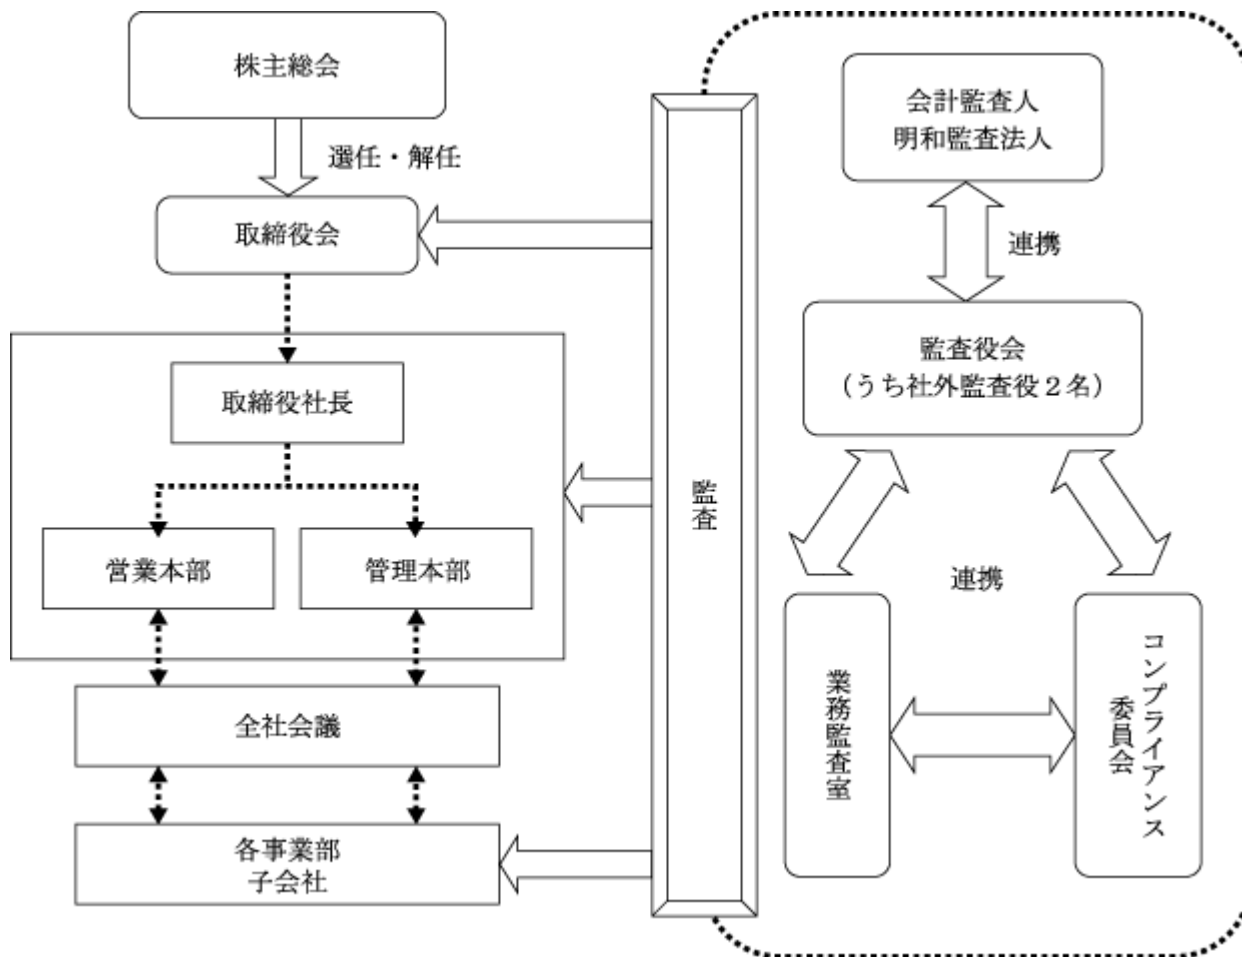 株主総会
選任・解任
取締役会
取締役社長
営業本部
管理本部
全社会議
各事業部
子会社
監査
会計監査人
明和監査法人
連携
監査役会
（うち社外監査役２名）
連携
業務監査室
コンプライアンス
委員会